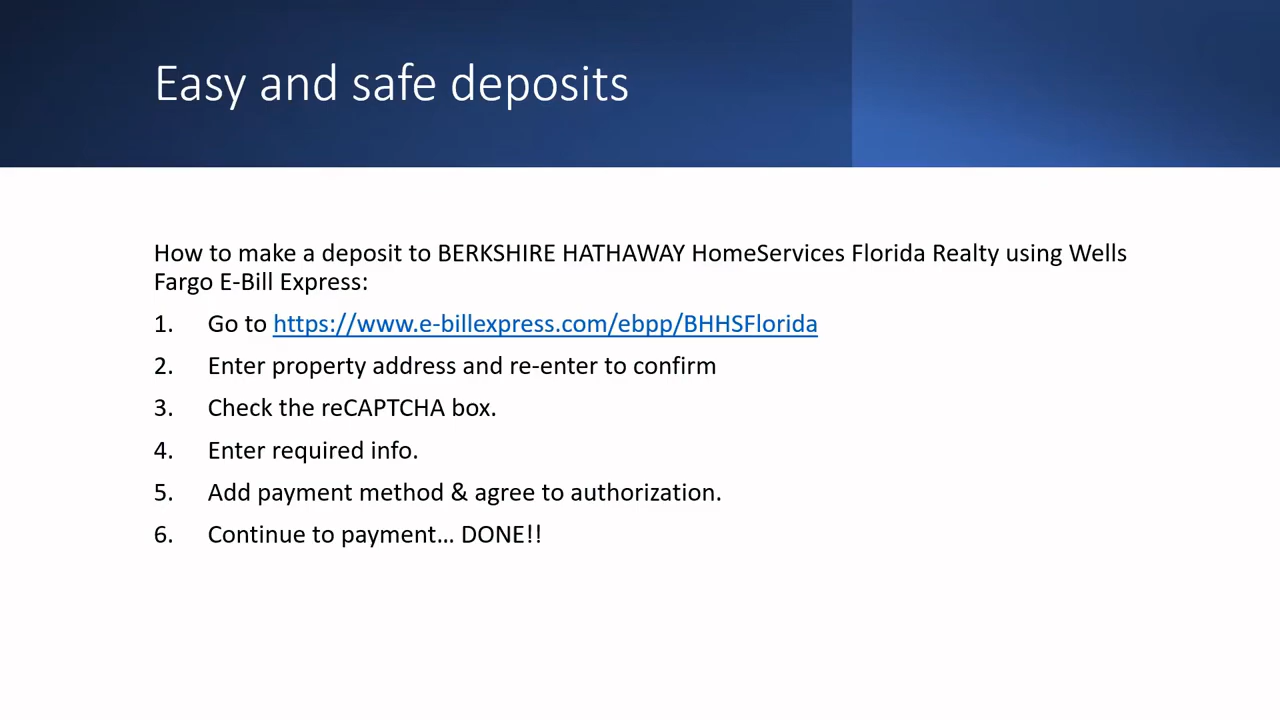 Easy and safe deposits
How to make a deposit to BERKSHIRE HATHAWAY HomeServices Florida Realty using Wells
Fargo E-Bill Express:
1. Go to https://www.e-billexpress.com/ebpp/BHHSFlorida
2. Enter property address and re-enter to confirm
3. Check the reCAPTCHA box.
4. Enter required info.
5. Add payment method & agree to authorization.
6. Continue to payment... DONE!!